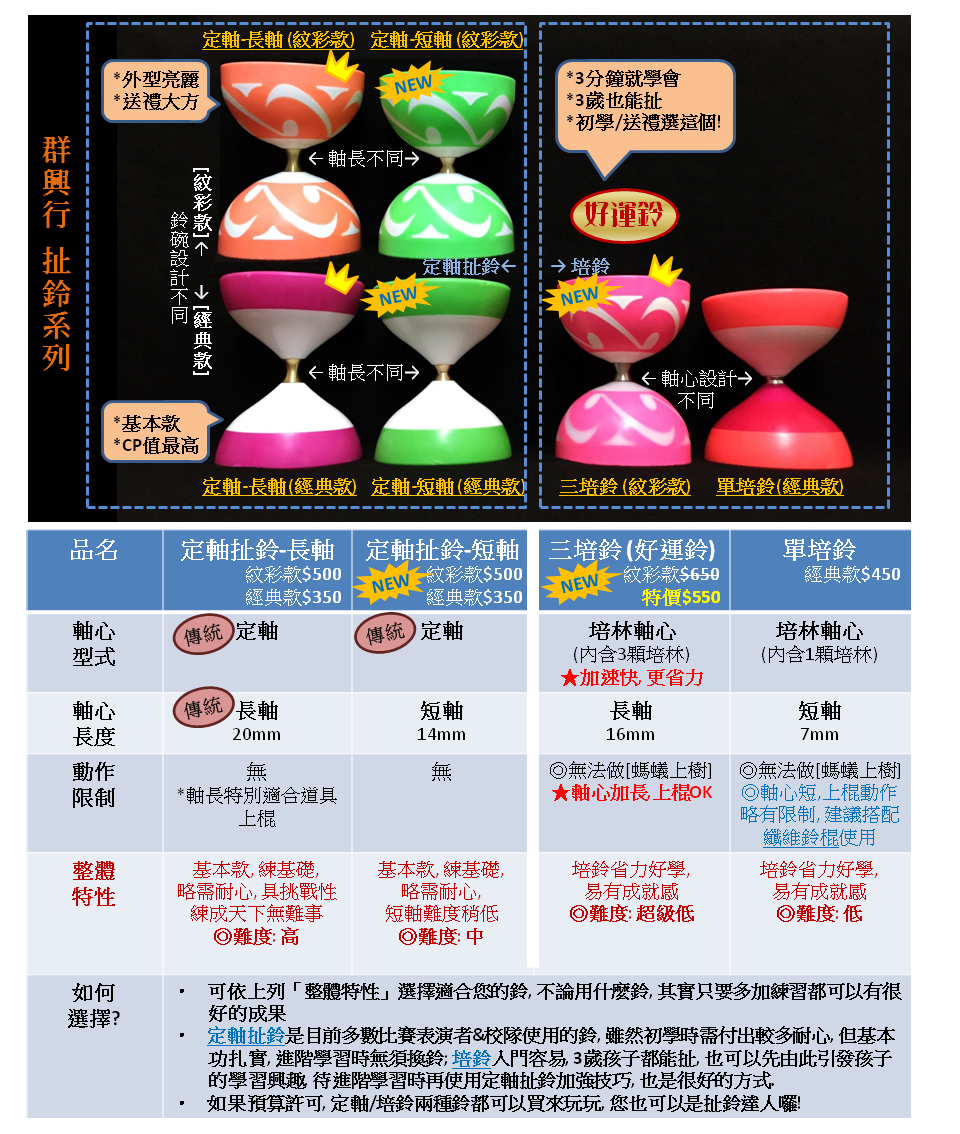 群興行 扯鈴系列
定軸-長軸 (紋彩款)
定軸-短軸 (紋彩款)
*外型亮麗
*送禮大方
NEW
← 軸長不同→
[紋彩款]↑
鈴碗設計不同
↓[經典款]
定軸扯鈴←
NEW
← 軸長不同→
*基本款
*CP值最高
定軸-長軸(經典款)
定軸-短軸(經典款)
*3分鐘就學會
*3歲也能扯
*初學/送禮選這個!
好運鈴
→ 培鈴
NEW
← 軸心設計→
不同
三培鈴 (紋彩款)
單培鈴(經典款)
品名
定軸扯鈴-長軸
紋彩款$500
經典款$350
定軸扯鈴-短軸
NEW
紋彩款$500
經典款$350
三培鈴 (好運鈴)
NEW
紋彩款$650
特價$550
單培鈴
經典款$450
軸心
型式
傳統 定軸
傳統 定軸
培林軸心
(內含3顆培林)
★加速快, 更省力
培林軸心
(內含1顆培林)
軸心
長度
傳統 長軸
20mm
短軸
14mm
長軸
16mm
短軸
7mm
動作
限制
無
*軸長特別適合道具
上棍
無
◎無法做[螞蟻上樹]
★軸心加長,上棍OK
◎無法做[螞蟻上樹]
◎軸心短,上棍動作
略有限制, 建議搭配
纖維鈴棍使用
整體
特性
基本款, 練基礎,
略需耐心, 具挑戰性
練成天下無難事
◎難度: 高
基本款, 練基礎,
略需耐心,
短軸難度稍低
◎難度: 中
培鈴省力好學,
易有成就感
◎難度: 超級低
培鈴省力好學,
易有成就感
◎難度: 低
如何
選擇?
• 可依上列「整體特性」選擇適合您的鈴, 不論用什麼鈴, 其實只要多加練習都可以有很
好的成果
• 定軸扯鈴是目前多數比賽表演者&校隊使用的鈴, 雖然初學時需付出較多耐心, 但基本
功扎實, 進階學習時無須換鈴; 培鈴入門容易, 3歲孩子都能扯, 也可以先由此引發孩子
的學習興趣, 待進階學習時再使用定軸扯鈴加強技巧, 也是很好的方式.
• 如果預算許可, 定軸/培鈴兩種鈴都可以買來玩玩, 您也可以是扯鈴達人囉!